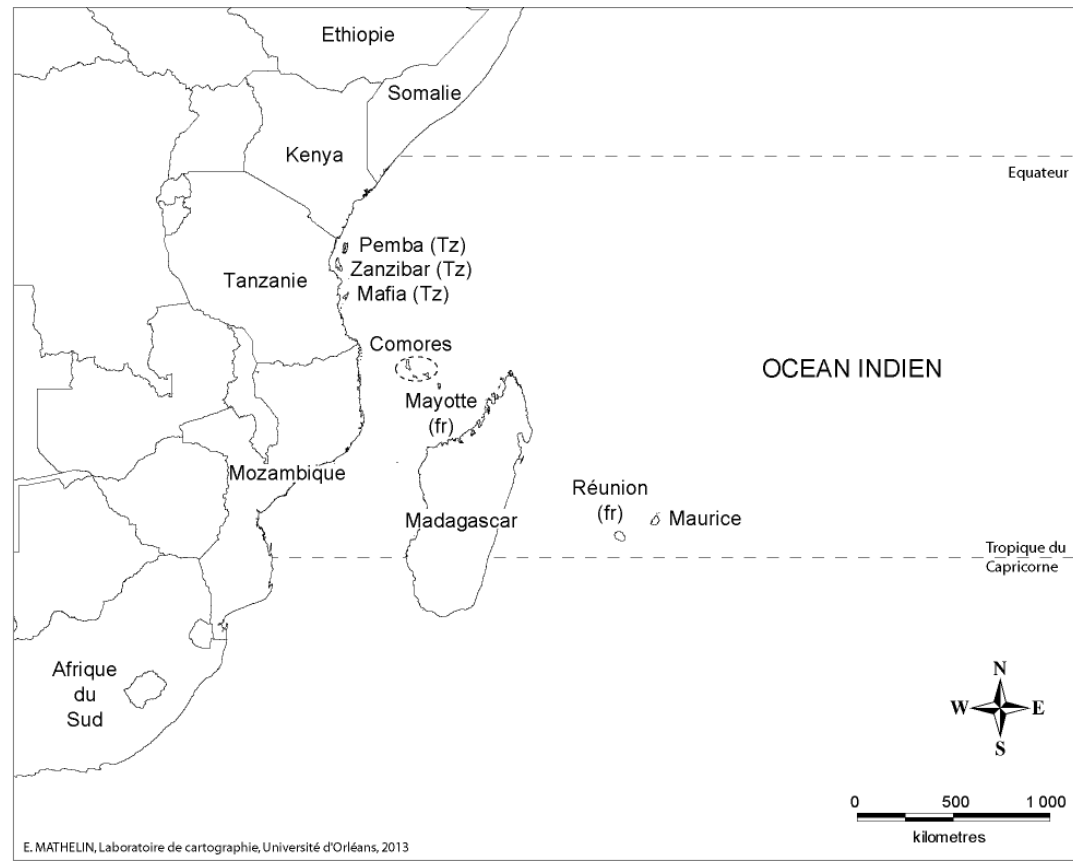 Ethiopie
Somalie
Kenya
Equateur
Pemba (Tz)
Zanzibar (Tz)
Tanzanie
Mafia (Tz)
Comores
OCEAN INDIEN
Mayotte
(fr)
Mozambique
Réunion
(fr)
Madagascar
Maurice
Tropique du
Capricorne
Afrique
du
Sud
N
W E
S
0 500 1 000
kilometres
E. MATHELIN, Laboratoire de cartographie, Université d'Orléans, 2013